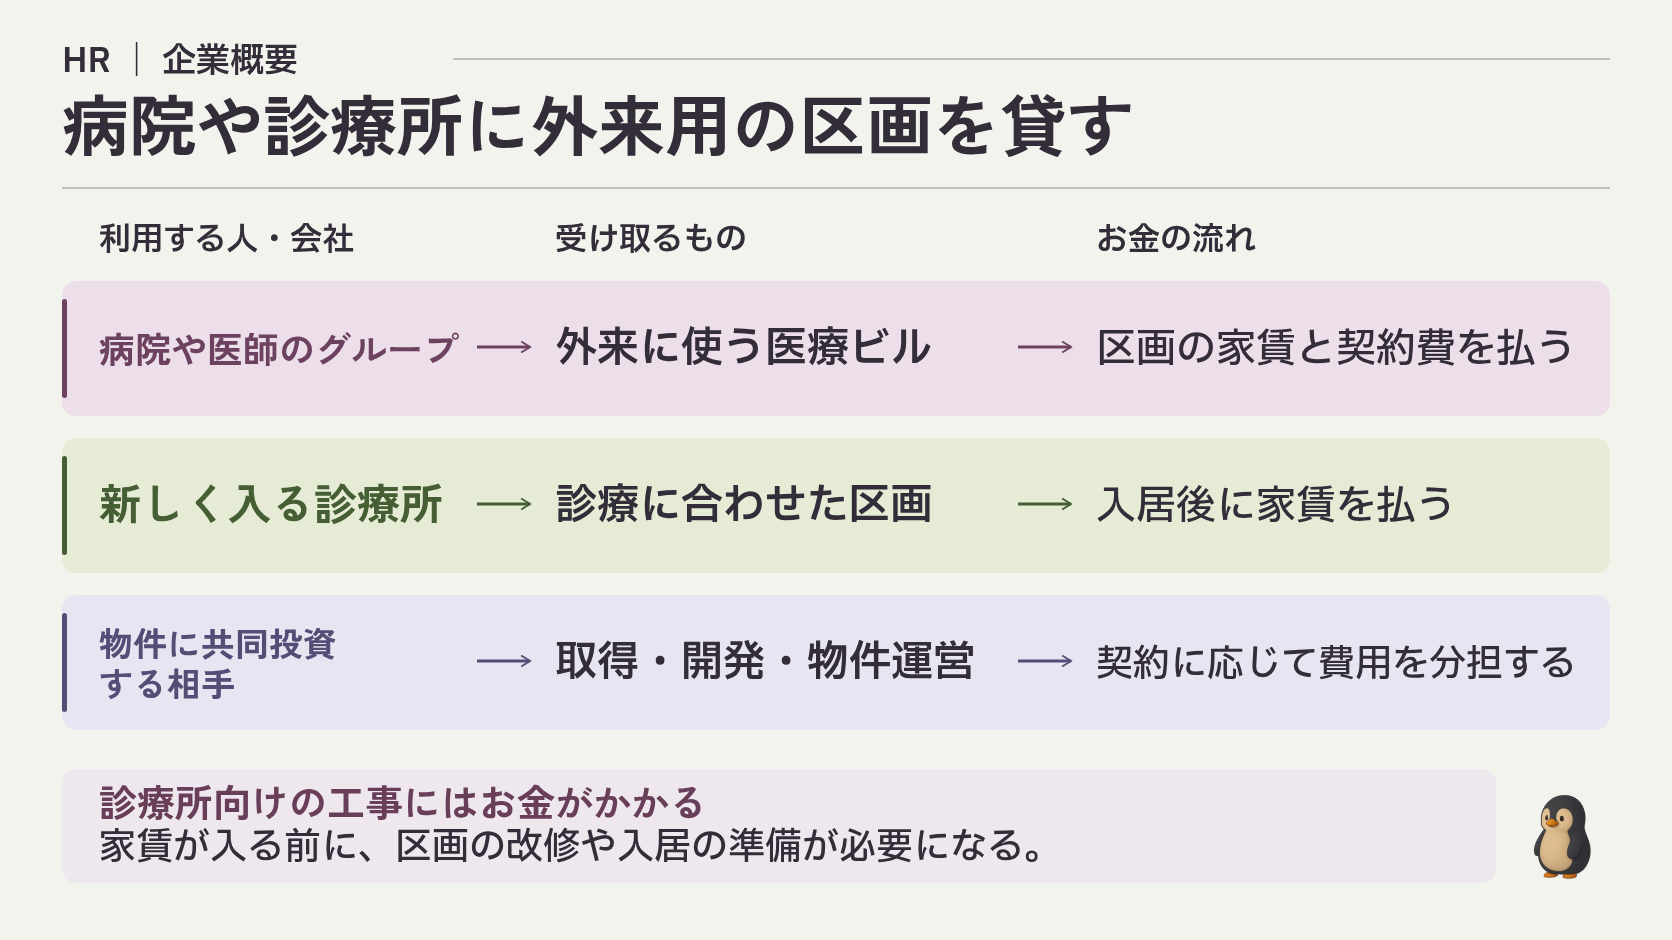 HR｜企業概要
病院や診療所に外来用の区画を貸す
利用する人・会社
受け取るもの
お金の流れ
病院や医師のグループ
外来に使う医療ビル
区画の家賃と契約費を払う
新しく入る診療所
診療に合わせた区画
入居後に家賃を払う
物件に共同投資
する相手
取得・開発・物件運営
契約に応じて費用を分担する
診療所向けの工事にはお金がかかる
家賃が入る前に、区画の改修や入居の準備が必要になる。